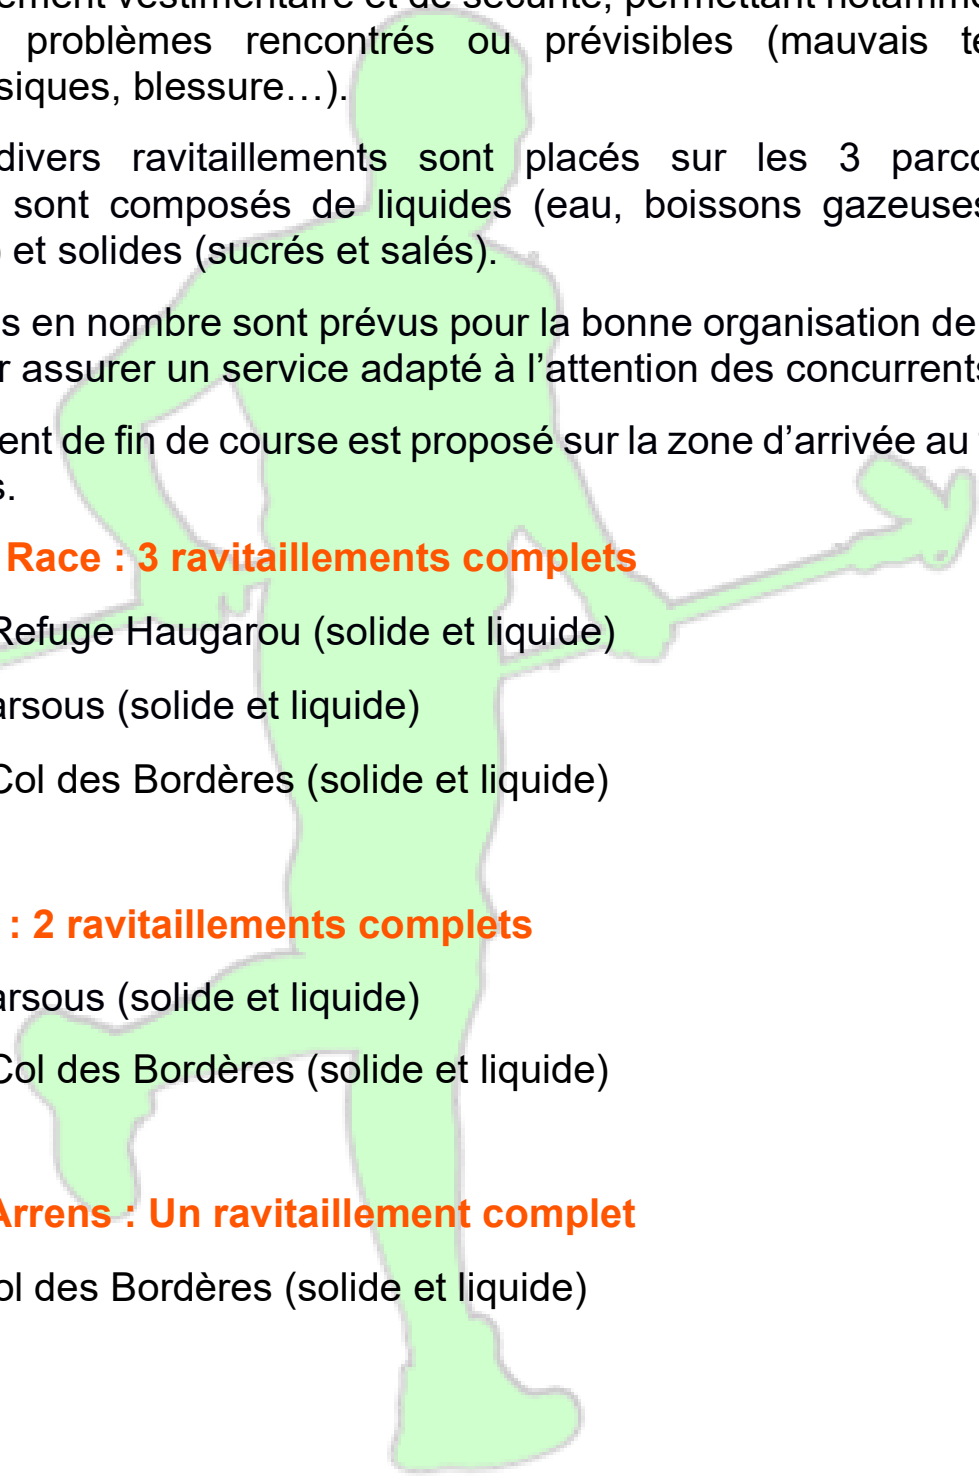 vestimentaire et de sécurité, permettant
problèmes rencontrés ou prévisibles (mauvais
siques, blessure…).
divers ravitaillements sont placés sur les 3
sont composés de liquides (eau, boissons gazeuses
et solides (sucrés et salés).
s en nombre sont prévus pour la bonne organisation de
r assurer un service adapté à l’attention des concurrents
ent de fin de course est proposé sur la zone d’arrivée au
s.
Race : 3 ravitaillements complets
Refuge Haugarou (solide et liquide)
arsous (solide et liquide)
Col des Bordères (solide et liquide)
: 2 ravitaillements complets
arsous (solide et liquide)
Col des Bordères (solide et liquide)
Arrens : Un ravitaillement complet
ol des Bordères (solide et liquide)